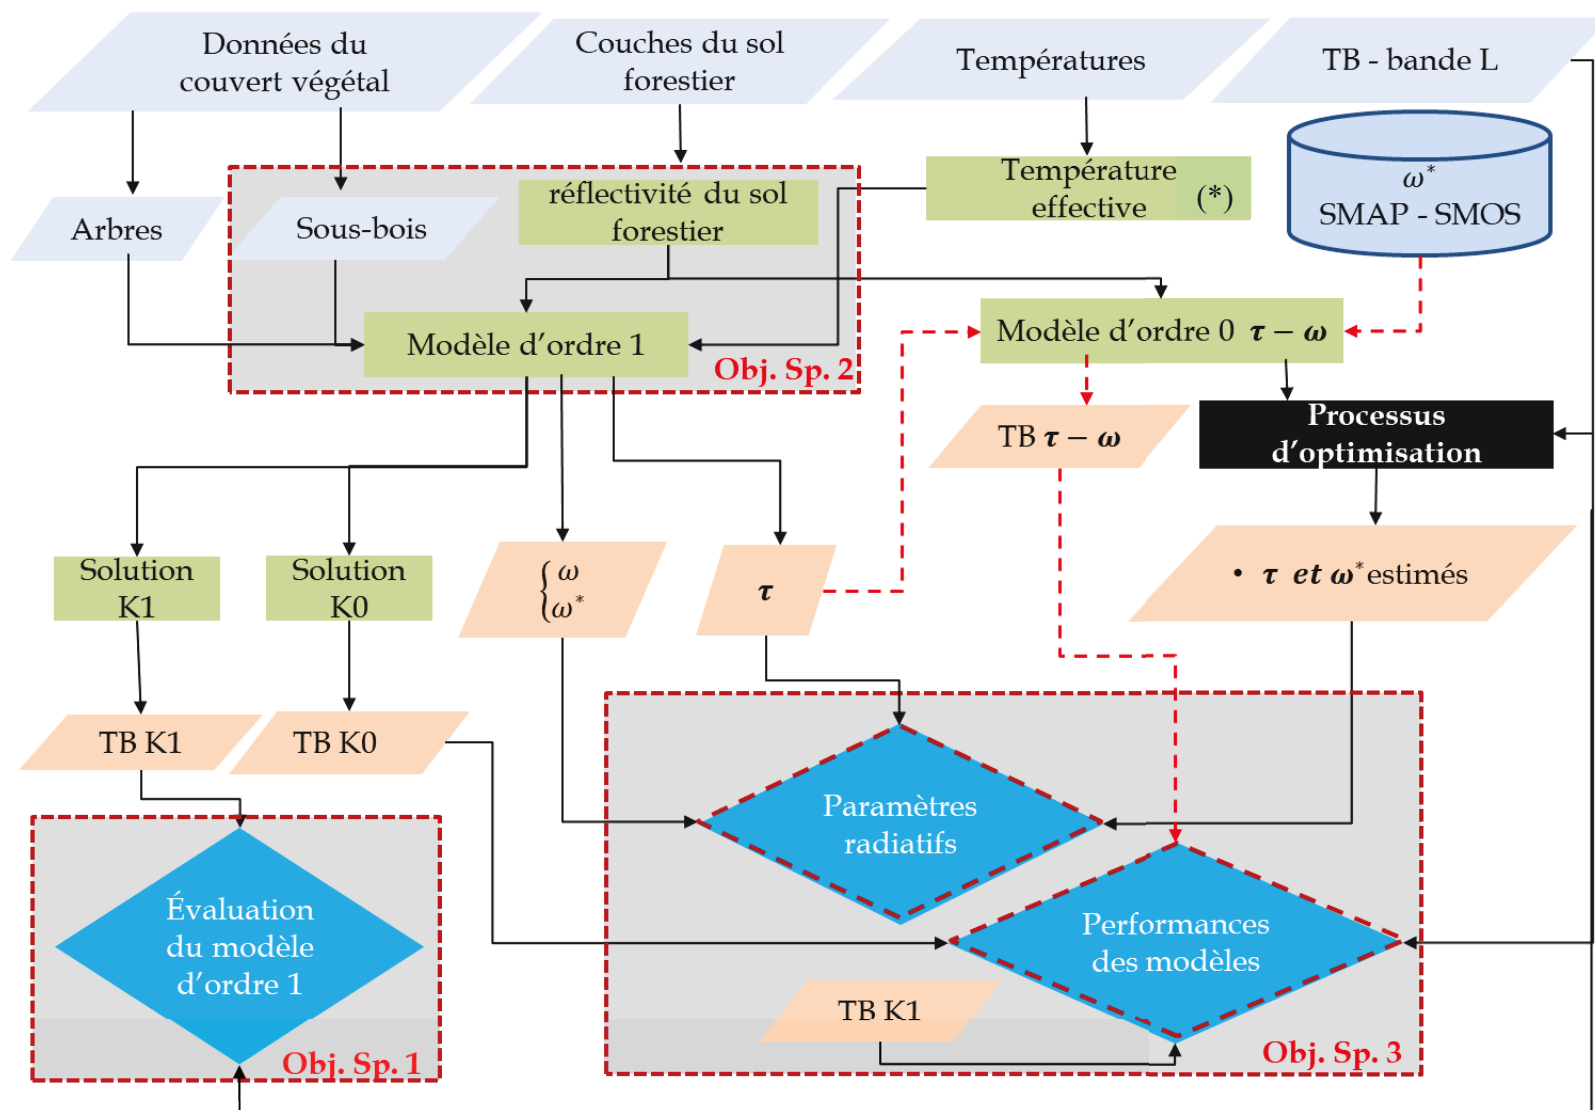 Données du
couvert végétal
Couches du sol
forestier
Températures
TB - bande L
Arbres
Sous-bois
réflectivité du sol
forestier
Température
effective
(*)
ω*
SMAP - SMOS
Modèle d'ordre 1
Obj. Sp. 2
Modèle d'ordre 0 τ − ω
TB τ − ω
Processus
d'optimisation
Solution
K1
Solution
K0
{ω
ω*
τ
• τ et ω* estimés
TB K1
TB K0
Paramètres
radiatifs
Évaluation
du modèle
d'ordre 1
Obj. Sp. 1
Performances
des modèles
TB K1
Obj. Sp. 3